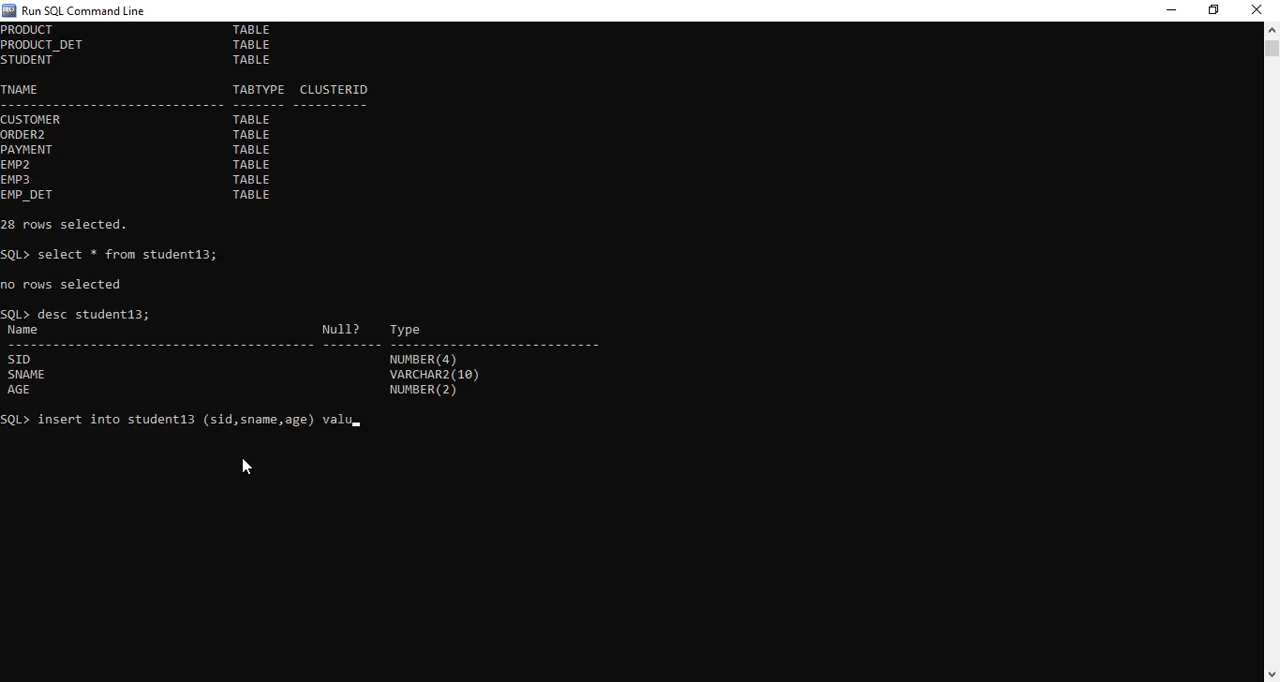 Run SQL Command Line
PRODUCT TABLE
PRODUCT_DET TABLE
STUDENT TABLE
TNAME TABTYPE CLUSTERID
------------------------------ ------- ----------
CUSTOMER TABLE
ORDER2 TABLE
PAYMENT TABLE
EMP2 TABLE
EMP3 TABLE
EMP_DET TABLE
28 rows selected.
SQL> select * from student13;
no rows selected
SQL> desc student13;
Name Null? Type
----------------------------------------- -------- ----------------------------
SID NUMBER(4)
SNAME VARCHAR2(10)
AGE NUMBER(2)
SQL> insert into student13 (sid,sname,age) valu_